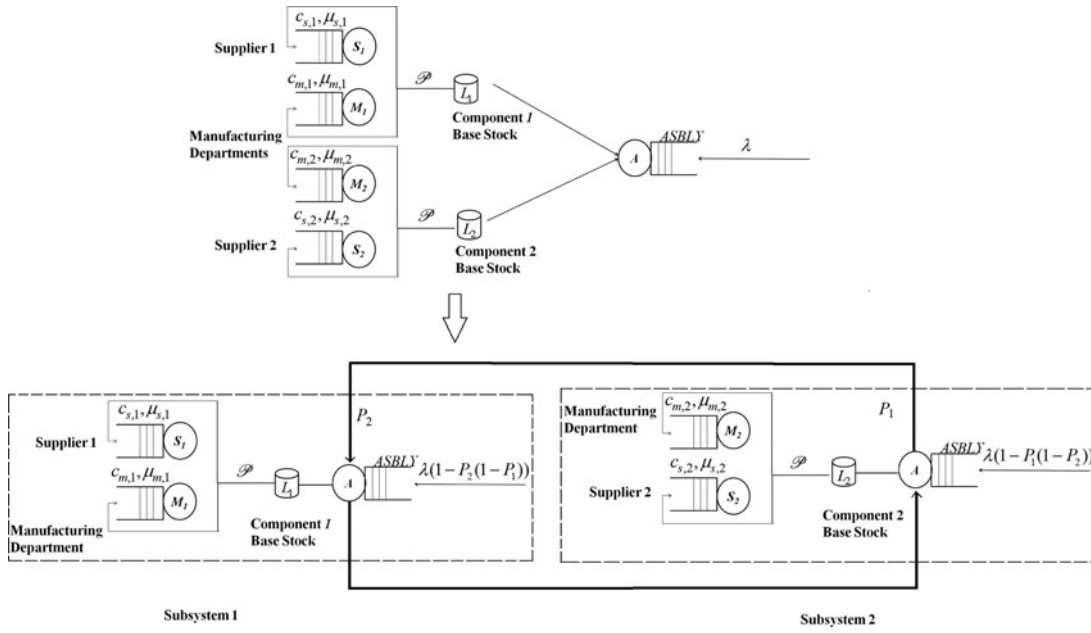 c_{s,1}, μ_{s,1}
Supplier 1
S_1
c_{m,1}, μ_{m,1}
M_1
𝒫
L_1
Component 1
Base Stock
Manufacturing
Departments
ASBLY
A
λ
c_{m,2}, μ_{m,2}
M_2
c_{s,2}, μ_{s,2}
Supplier 2
S_2
𝒫
L_2
Component 2
Base Stock
c_{s,1}, μ_{s,1}
Supplier 1
S_1
c_{m,1}, μ_{m,1}
M_1
Manufacturing
Department
𝒫
L_1
Component 1
Base Stock
P_2
ASBLY
A
λ(1-P_2(1-P_1))
Manufacturing
Department
c_{m,2}, μ_{m,2}
M_2
c_{s,2}, μ_{s,2}
Supplier 2
S_2
𝒫
L_2
Component 2
Base Stock
P_1
ASBLY
A
λ(1-P_1(1-P_2))
Subsystem 1
Subsystem 2